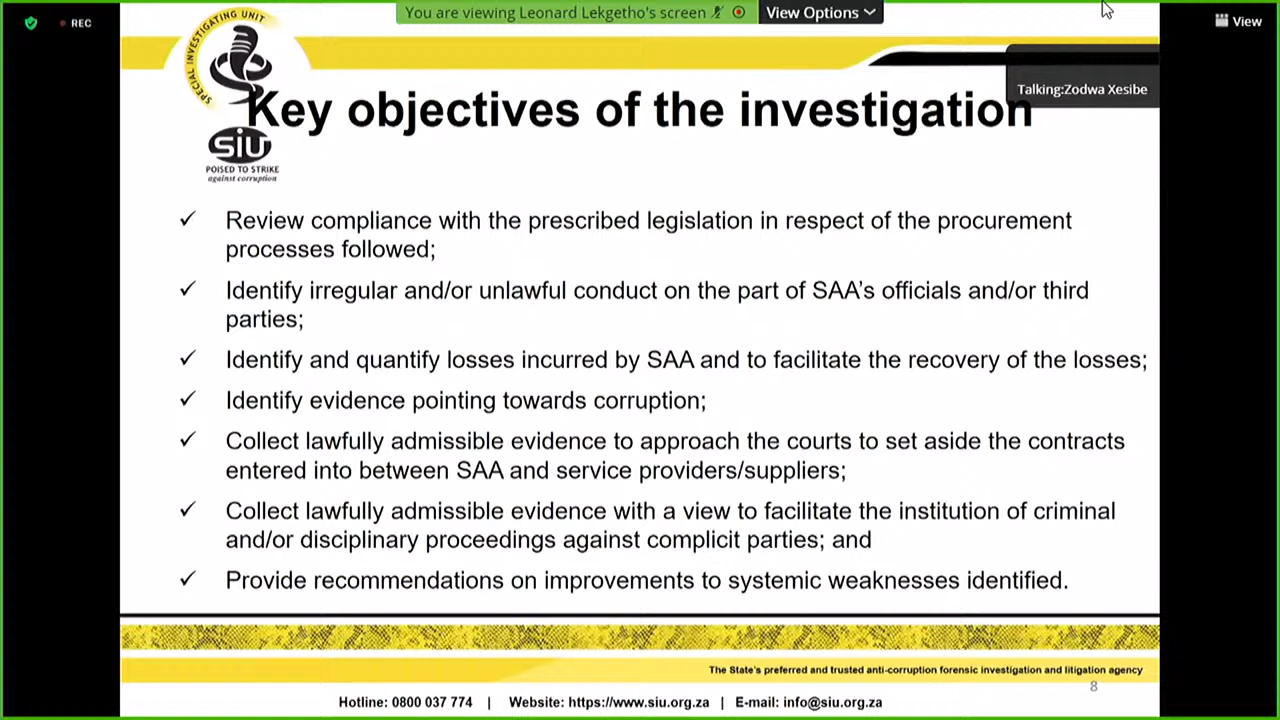 You are viewing Leonard Lekgetho's screen
View Options
REC
View
SPECIAL INVESTIGATING UNIT
Talking:Zodwa Xesibe
Key objectives of the investigation
SIU
POISED TO STRIKE
against corruption
✓ Review compliance with the prescribed legislation in respect of the procurement
processes followed;
✓ Identify irregular and/or unlawful conduct on the part of SAA's officials and/or third
parties;
✓ Identify and quantify losses incurred by SAA and to facilitate the recovery of the losses;
✓ Identify evidence pointing towards corruption;
✓ Collect lawfully admissible evidence to approach the courts to set aside the contracts
entered into between SAA and service providers/suppliers;
✓ Collect lawfully admissible evidence with a view to facilitate the institution of criminal
and/or disciplinary proceedings against complicit parties; and
✓ Provide recommendations on improvements to systemic weaknesses identified.
The State's preferred and trusted anti-corruption forensic investigation and litigation agency
8
Hotline: 0800 037 774 | Website: https://www.siu.org.za | E-mail: info@siu.org.za